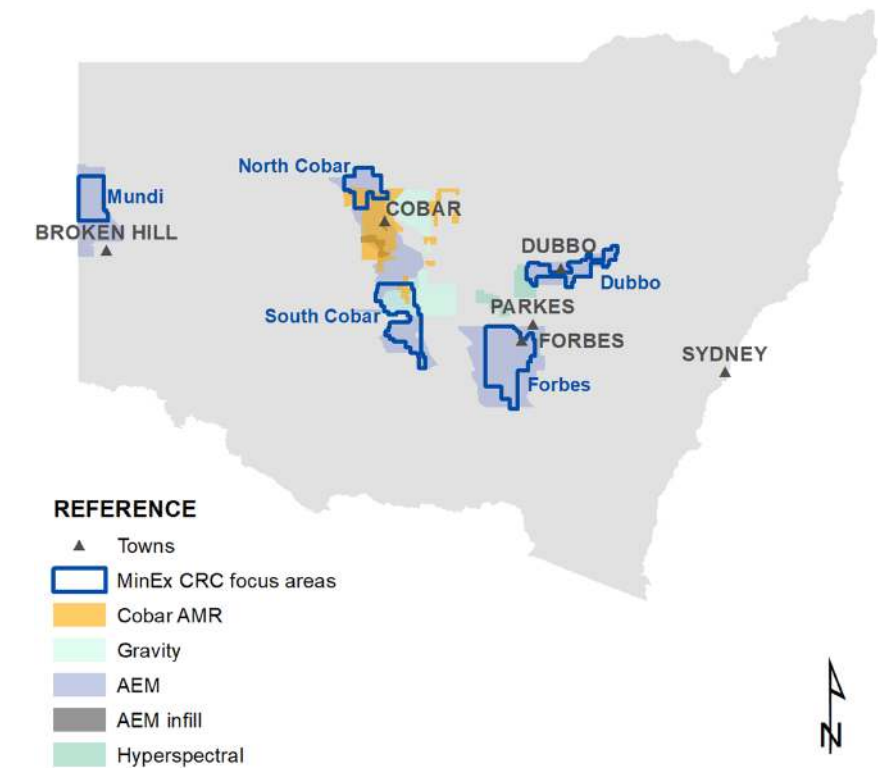 North Cobar
Mundi
COBAR
BROKEN HILL
DUBBO
Dubbo
PARKES
South Cobar
FORBES
SYDNEY
Forbes
REFERENCE
Towns
MinEx CRC focus areas
Cobar AMR
Gravity
AEM
AEM infill
Hyperspectral
N